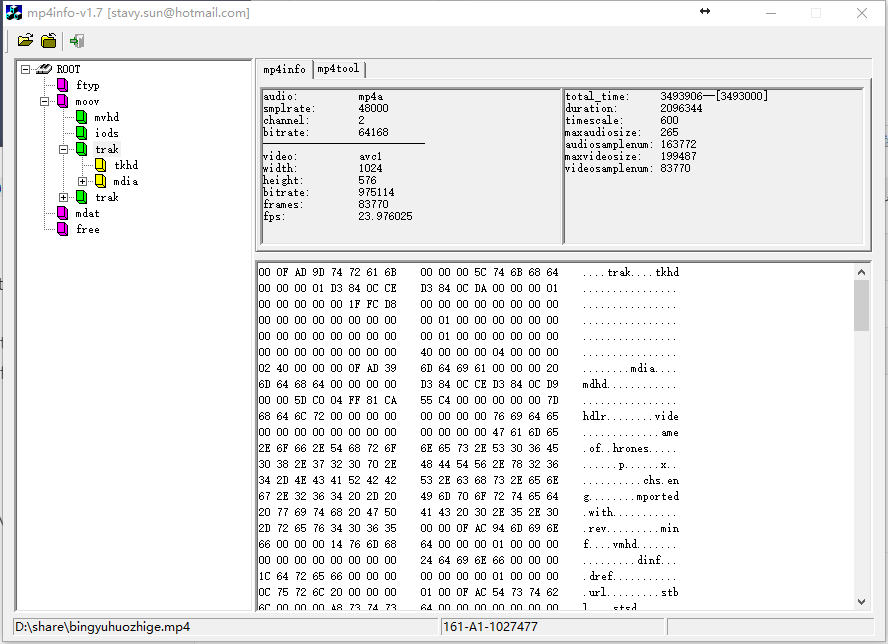 mp4info-v1.7 [stavy.sun@hotmail.com]
ROOT
ftyp
moov
mvhd
iods
trak
tkhd
mdia
trak
mdat
free
mp4info mp4tool
audio: mp4a
smplrate: 48000
channel: 2
bitrate: 64168
video: avc1
width: 1024
height: 576
bitrate: 975114
frames: 83770
fps: 23.976025
total_time: 3493906--[3493000]
duration: 2096344
timescale: 600
maxaudiosize: 265
audiosamplenum: 163772
maxvideosize: 199487
videosamplenum: 83770
00 0F AD 9D 74 72 61 6B 00 00 00 5C 74 6B 68 64 ....trak....tkhd
00 00 00 01 D3 84 0C CE D3 84 0C DA 00 00 00 01 ................
00 00 00 00 00 1F FC D8 00 00 00 00 00 00 00 00 ................
00 00 00 00 00 00 00 00 00 01 00 00 00 00 00 00 ................
00 00 00 00 00 00 00 00 00 01 00 00 00 00 00 00 ................
00 00 00 00 00 00 00 00 40 00 00 00 04 00 00 00 ................
02 40 00 00 00 0F AD 39 6D 64 69 61 00 00 00 20 ........mdia....
6D 64 68 64 00 00 00 00 D3 84 0C CE D3 84 0C D9 mdhd............
00 00 5D C0 04 FF 81 CA 55 C4 00 00 00 00 00 7D ................
68 64 6C 72 00 00 00 00 00 00 00 00 76 69 64 65 hdlr........vide
00 00 00 00 00 00 00 00 00 00 00 00 47 61 6D 65 .............ame
2E 6F 66 2E 54 68 72 6F 6E 65 73 2E 53 30 36 45 .of..hrones.....
30 38 2E 37 32 30 70 2E 48 44 54 56 2E 78 32 36 ......p......x..
34 2D 4E 43 41 52 42 42 53 2E 63 68 73 2E 65 6E ..........chs.en
67 2E 32 36 34 20 2D 20 49 6D 70 6F 72 74 65 64 g........mported
20 77 69 74 68 20 47 50 41 43 20 30 2E 35 2E 30 .with...........
2D 72 65 76 34 30 36 35 00 00 0F AC 94 6D 69 6E .rev.........min
66 00 00 00 14 76 6D 68 64 00 00 00 01 00 00 00 f....vmhd.......
00 00 00 00 00 00 00 00 24 64 69 6E 66 00 00 00 .........dinf...
1C 64 72 65 66 00 00 00 00 00 00 00 01 00 00 00 .dref...........
0C 75 72 6C 20 00 00 00 01 00 0F AC 54 73 74 62 .url.........stb
6C 00 00 00 A8 73 74 73 64 00 00 00 00 00 00 00 l....stsd.......
D:\share\bingyuhuozhige.mp4 161-A1-1027477